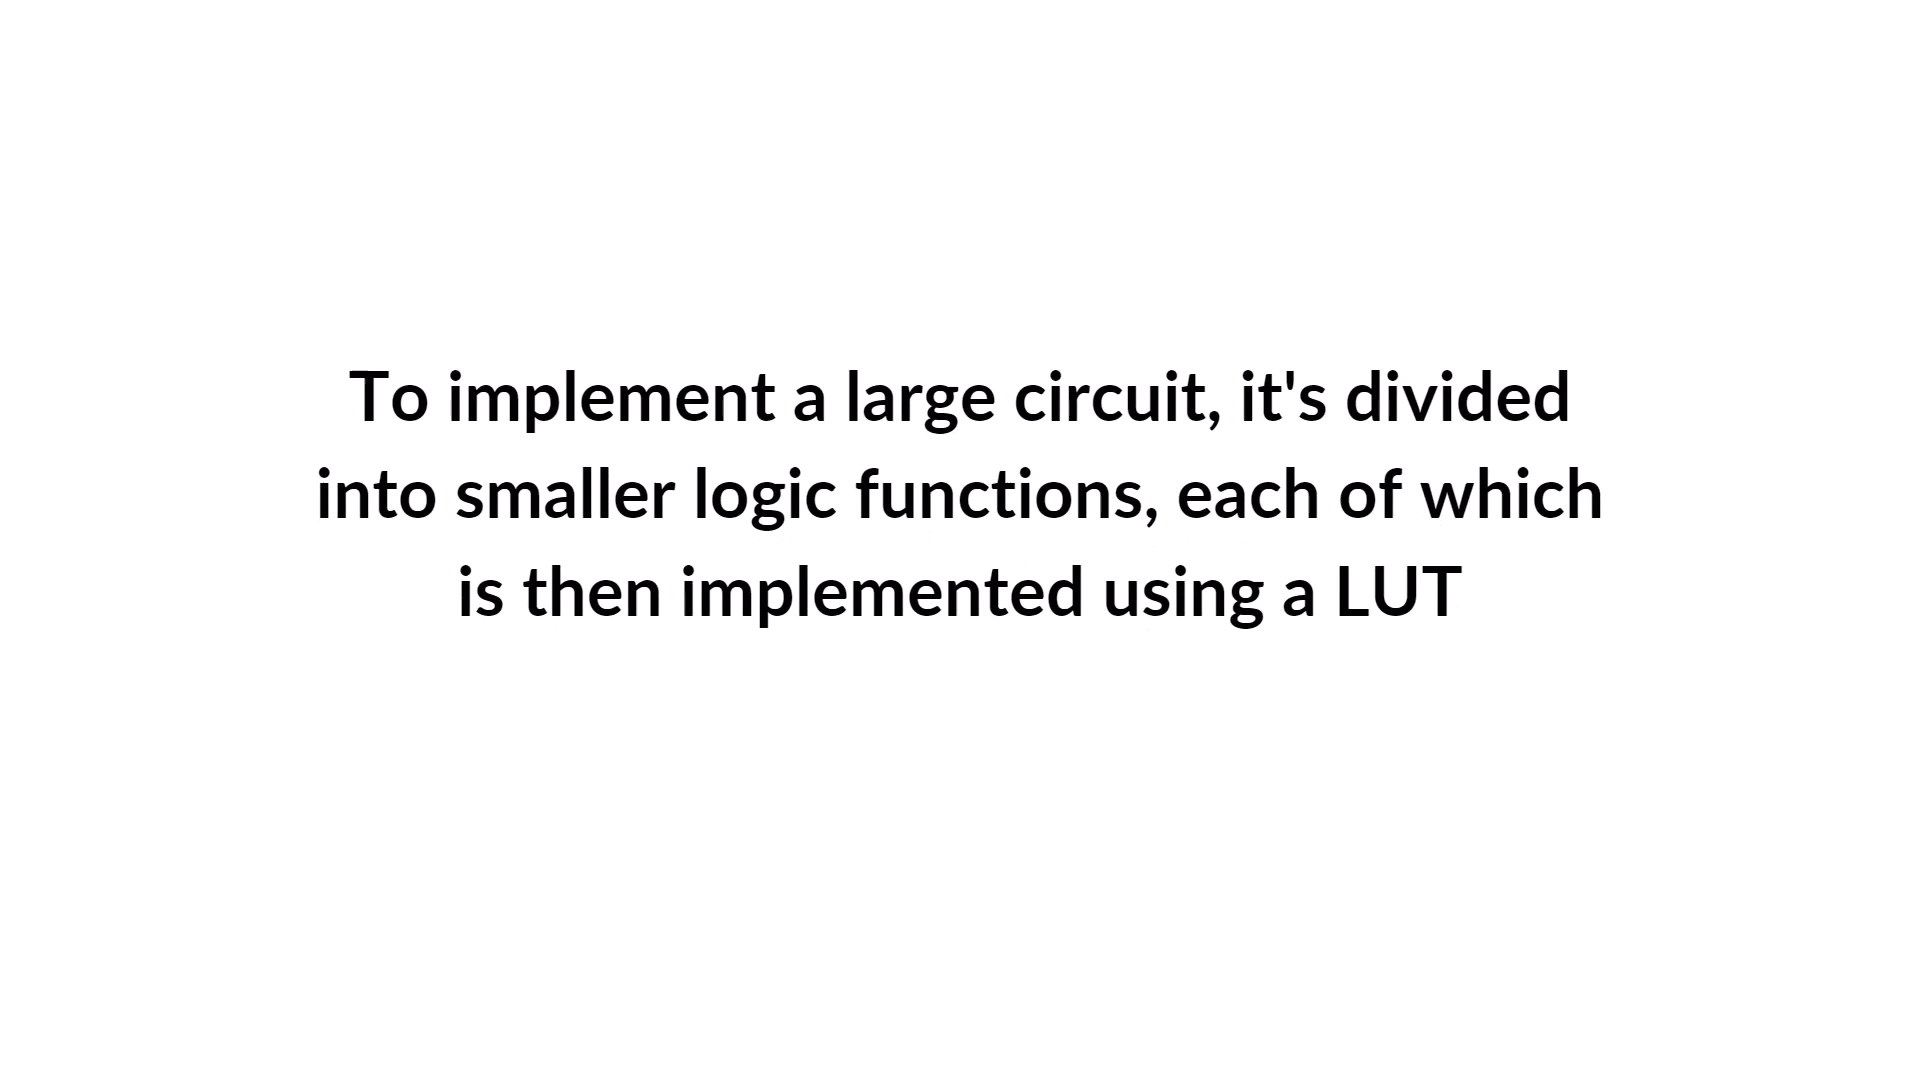 To implement a large circuit, it's divided
into smaller logic functions, each of which
is then implemented using a LUT